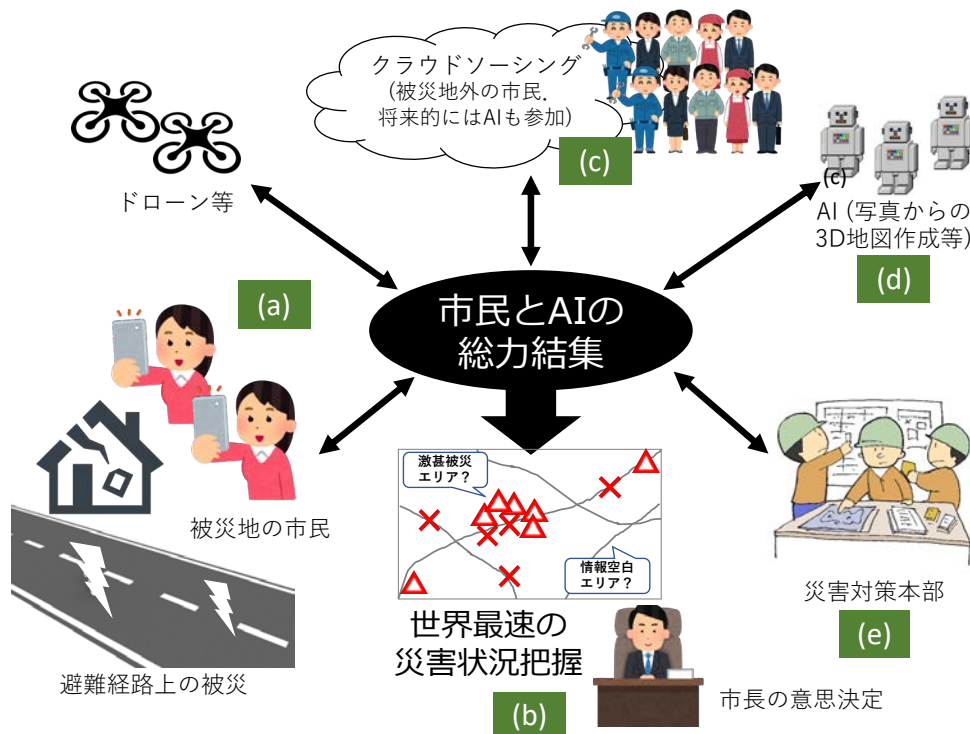 クラウドソーシング
(被災地外の市民.
将来的にはAIも参加)
(c)
ドローン等
(c)
AI (写真からの
3D地図作成等)
(d)
(a)
市民とAIの
総力結集
被災地の市民
激甚被災
エリア？
情報空白
エリア？
災害対策本部
(e)
世界最速の
災害状況把握
避難経路上の被災
(b)
市長の意思決定